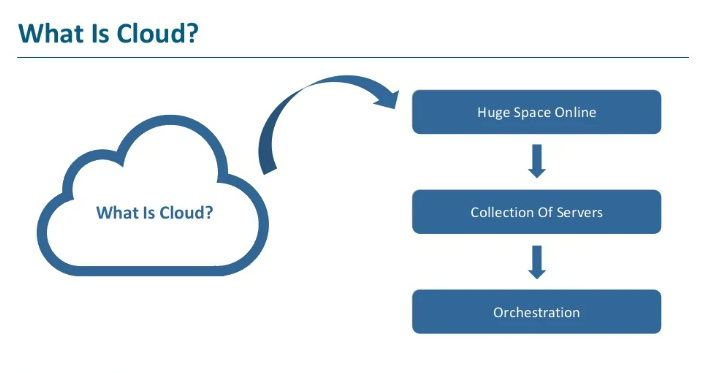 What Is Cloud?
What Is Cloud?
Huge Space Online
Collection Of Servers
Orchestration